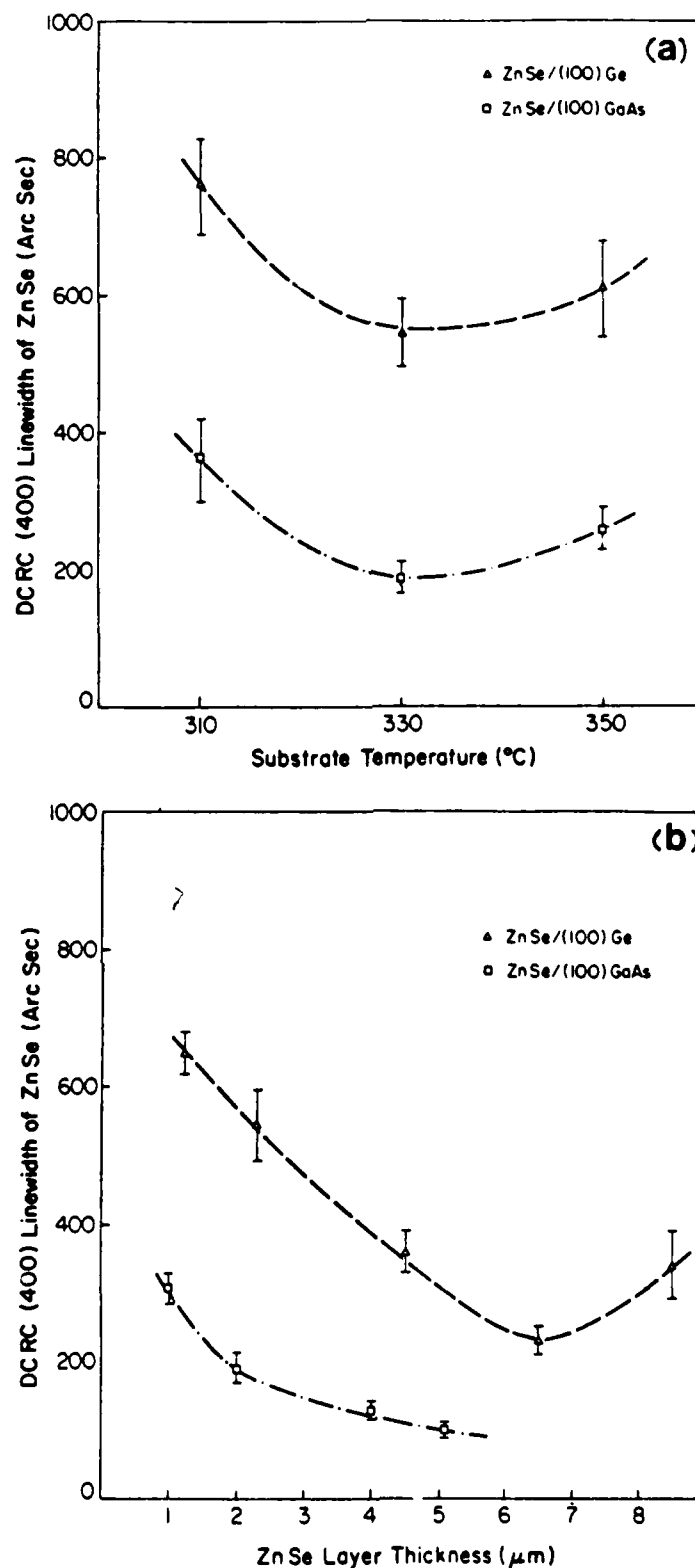 (a)
1000
800
600
400
200
0
DCRC (400) Linewidth of ZnSe (Arc Sec)
ZnSe/(100) Ge
ZnSe/(100) GaAs
310 330 350
Substrate Temperature (°C)
(b)
1000
800
600
400
200
0
DCRC (400) Linewidth of ZnSe (Arc Sec)
ZnSe/(100) Ge
ZnSe/(100) GaAs
1 2 3 4 5 6 7 8
ZnSe Layer Thickness (μm)